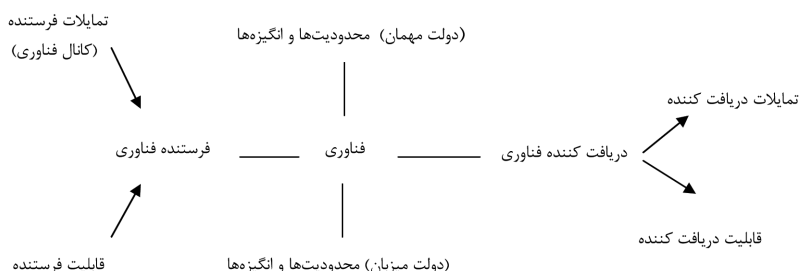 تمایلات فرستنده
(کانال فناوری)
(دولت مهمان) محدودیت‌ها و انگیزه‌ها
تمایلات دریافت کننده
دریافت کننده فناوری
فناوری
فرستنده فناوری
قابلیت دریافت کننده
(دولت میزبان) محدودیت‌ها و انگیزه‌ها
قابلیت فرستنده